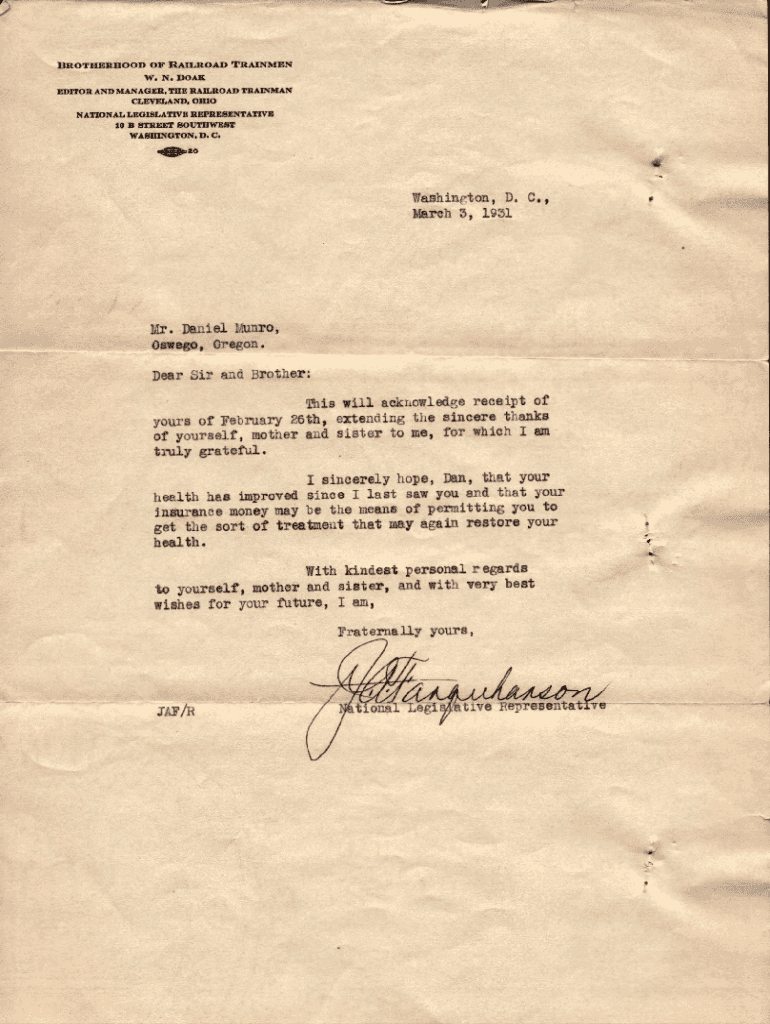 BROTHERHOOD OF RAILROAD TRAINMEN
W. N. DOAK
EDITOR AND MANAGER, THE RAILROAD TRAINMAN
CLEVELAND, OHIO
NATIONAL LEGISLATIVE REPRESENTATIVE
10 B STREET SOUTHWEST
WASHINGTON, D. C.
20
Washington, D. C.,
March 3, 1931
Mr. Daniel Munro,
Oswego, Oregon.
Dear Sir and Brother:
This will acknowledge receipt of
yours of February 26th, extending the sincere thanks
of yourself, mother and sister to me, for which I am
truly grateful.
I sincerely hope, Dan, that your
health has improved since I last saw you and that your
insurance money may be the means of permitting you to
get the sort of treatment that may again restore your
health.
With kindest personal regards
to yourself, mother and sister, and with very best
wishes for your future, I am,
Fraternally yours,
J A Farquharson
National Legislative Representative
JAF/R